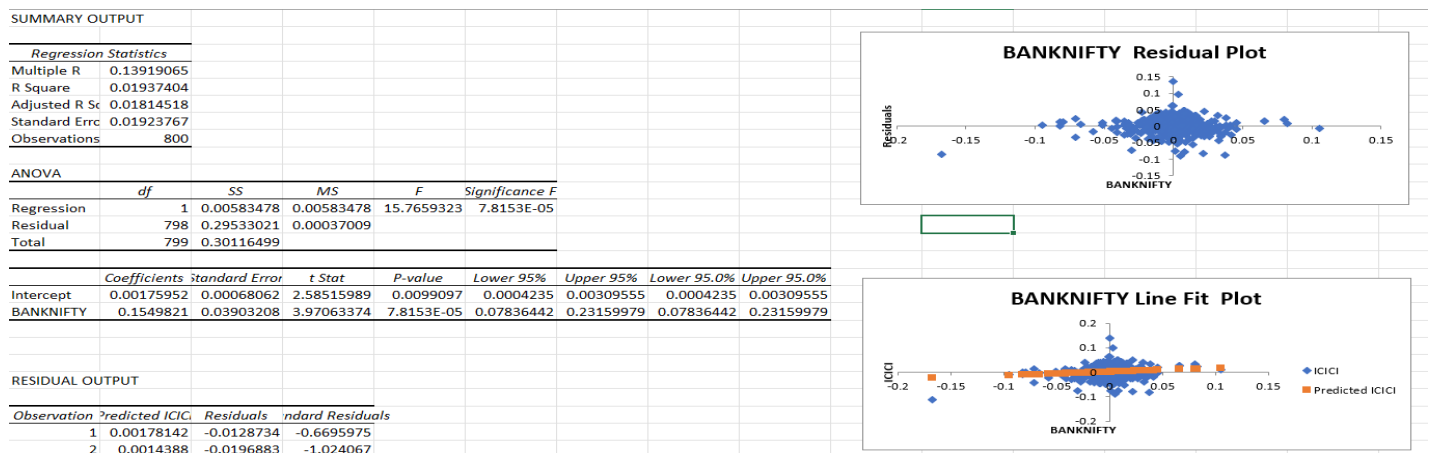 SUMMARY OUTPUT
Regression Statistics
Multiple R 0.13919065
R Square 0.01937404
Adjusted R Sc 0.01814518
Standard Errc 0.01923767
Observations 800
ANOVA
df SS MS F Significance F
Regression 1 0.00583478 0.00583478 15.7659323 7.8153E-05
Residual 798 0.29533021 0.00037009
Total 799 0.30116499
Coefficients Standard Error t Stat P-value Lower 95% Upper 95% Lower 95.0% Upper 95.0%
Intercept 0.00175952 0.00068062 2.58515989 0.0099097 0.0004235 0.00309555 0.0004235 0.00309555
BANKNIFTY 0.1549821 0.03903208 3.97063374 7.8153E-05 0.07836442 0.23159979 0.07836442 0.23159979
RESIDUAL OUTPUT
Observation Predicted ICICI Residuals ndard Residuals
1 0.00178142 -0.0128734 -0.6695975
2 0.0014388 -0.0196883 -1.024067
BANKNIFTY Residual Plot
0.15
0.1
0.05
0
-0.05
-0.1
-0.15
Residuals
-0.2 -0.15 -0.1 -0.05 0 0.05 0.1 0.15
BANKNIFTY
BANKNIFTY Line Fit Plot
0.2
0.1
0
-0.1
-0.2
ICICI
-0.2 -0.15 -0.1 -0.05 0 0.05 0.1 0.15
BANKNIFTY
ICICI
Predicted ICICI